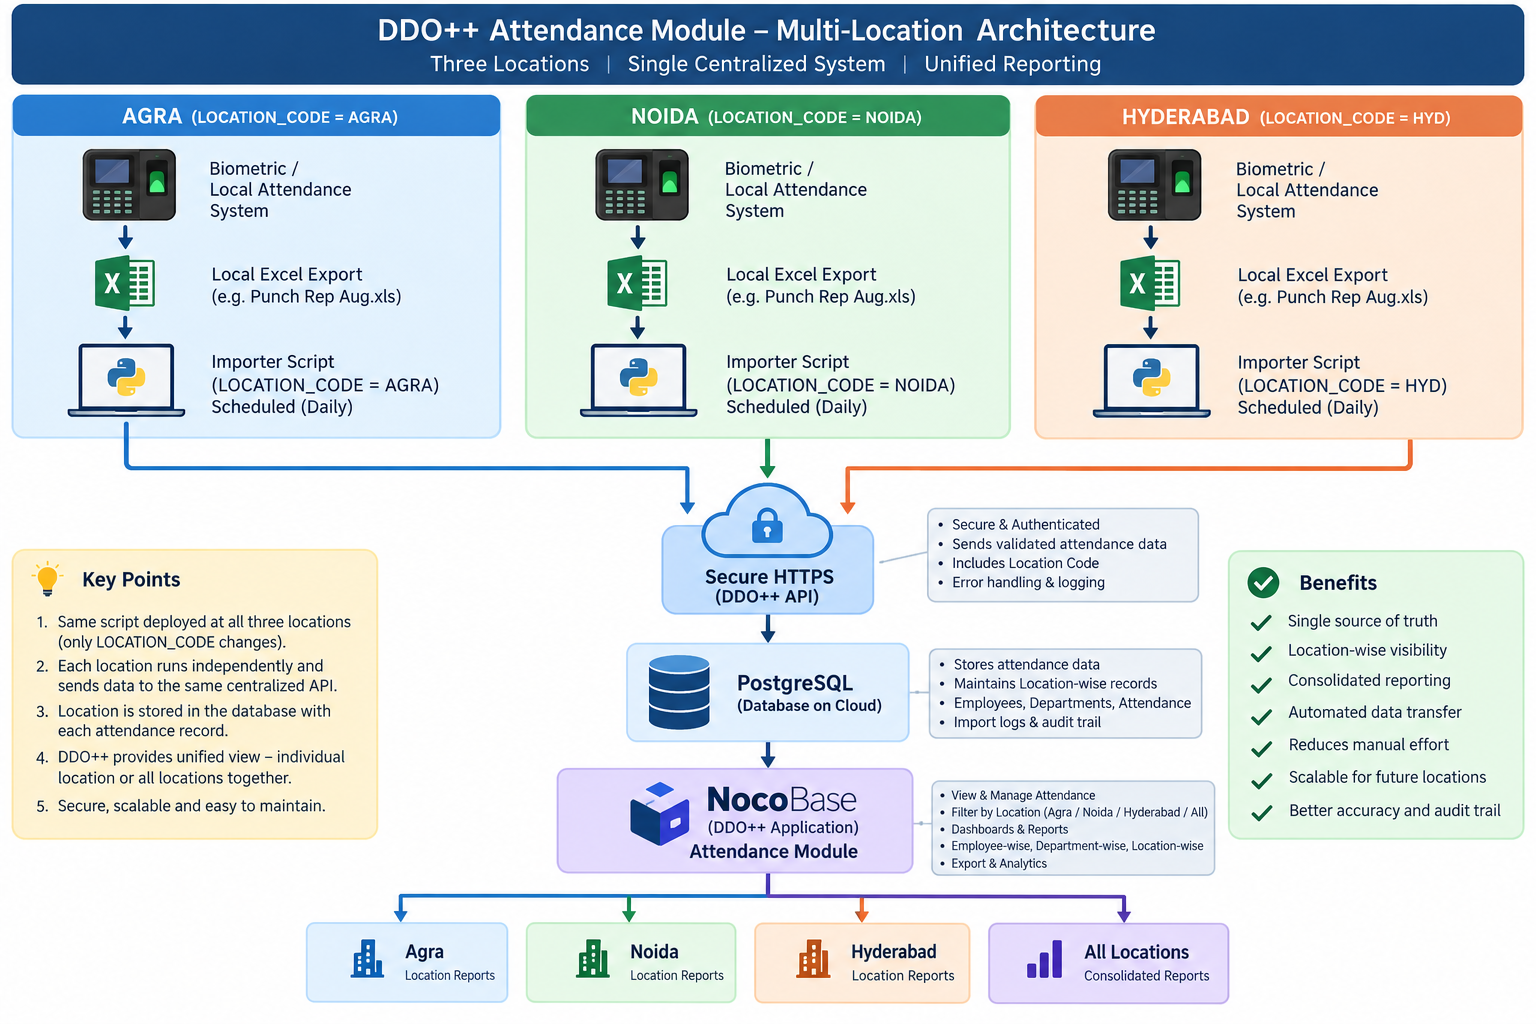 DDO++ Attendance Module – Multi-Location Architecture
Three Locations | Single Centralized System | Unified Reporting
AGRA (LOCATION_CODE = AGRA)
Biometric /
Local Attendance
System
X
Local Excel Export
(e.g. Punch Rep Aug.xls)
Importer Script
(LOCATION_CODE = AGRA)
Scheduled (Daily)
NOIDA (LOCATION_CODE = NOIDA)
Biometric /
Local Attendance
System
X
Local Excel Export
(e.g. Punch Rep Aug.xls)
Importer Script
(LOCATION_CODE = NOIDA)
Scheduled (Daily)
HYDERABAD (LOCATION_CODE = HYD)
Biometric /
Local Attendance
System
X
Local Excel Export
(e.g. Punch Rep Aug.xls)
Importer Script
(LOCATION_CODE = HYD)
Scheduled (Daily)
Key Points
1. Same script deployed at all three locations
(only LOCATION_CODE changes).
2. Each location runs independently and
sends data to the same centralized API.
3. Location is stored in the database with
each attendance record.
4. DDO++ provides unified view – individual
location or all locations together.
5. Secure, scalable and easy to maintain.
Secure HTTPS
(DDO++ API)
• Secure & Authenticated
• Sends validated attendance data
• Includes Location Code
• Error handling & logging
PostgreSQL
(Database on Cloud)
• Stores attendance data
• Maintains Location-wise records
• Employees, Departments, Attendance
• Import logs & audit trail
NocoBase
(DDO++ Application)
Attendance Module
• View & Manage Attendance
• Filter by Location (Agra / Noida / Hyderabad / All)
• Dashboards & Reports
• Employee-wise, Department-wise, Location-wise
• Export & Analytics
Benefits
Single source of truth
Location-wise visibility
Consolidated reporting
Automated data transfer
Reduces manual effort
Scalable for future locations
Better accuracy and audit trail
Agra
Location Reports
Noida
Location Reports
Hyderabad
Location Reports
All Locations
Consolidated Reports